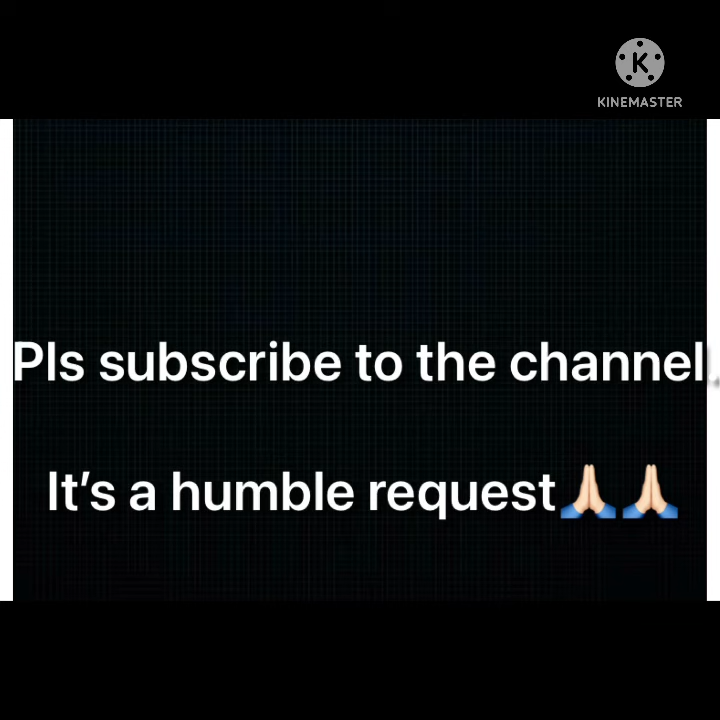 KINEMASTER
Pls subscribe to the channel
It’s a humble request🙏🏻🙏🏻